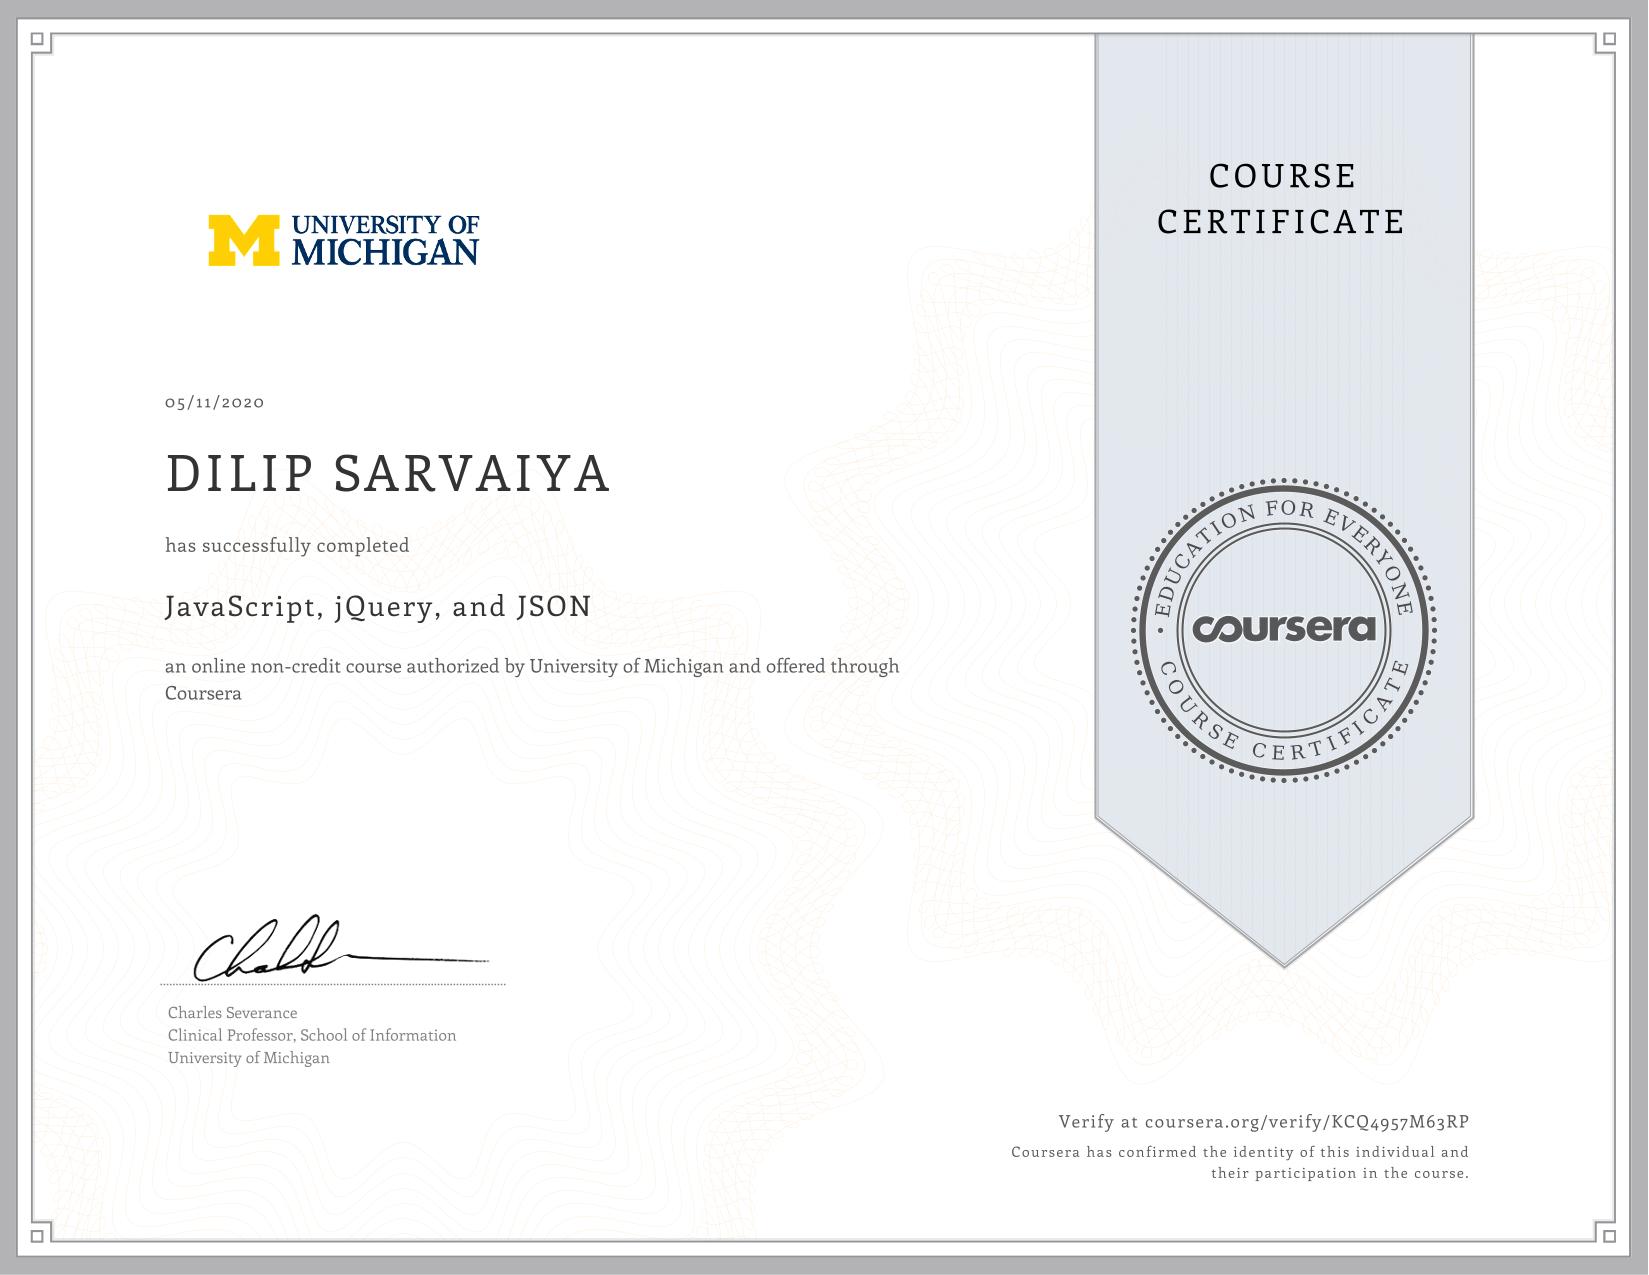 UNIVERSITY OF
MICHIGAN
COURSE
CERTIFICATE
05/11/2020
DILIP SARVAIYA
has successfully completed
JavaScript, jQuery, and JSON
an online non-credit course authorized by University of Michigan and offered through
Coursera
• EDUCATION FOR EVERYONE
coursera
COURSE CERTIFICATE
Charles Severance
Clinical Professor, School of Information
University of Michigan
Verify at coursera.org/verify/KCQ4957M63RP
Coursera has confirmed the identity of this individual and
their participation in the course.